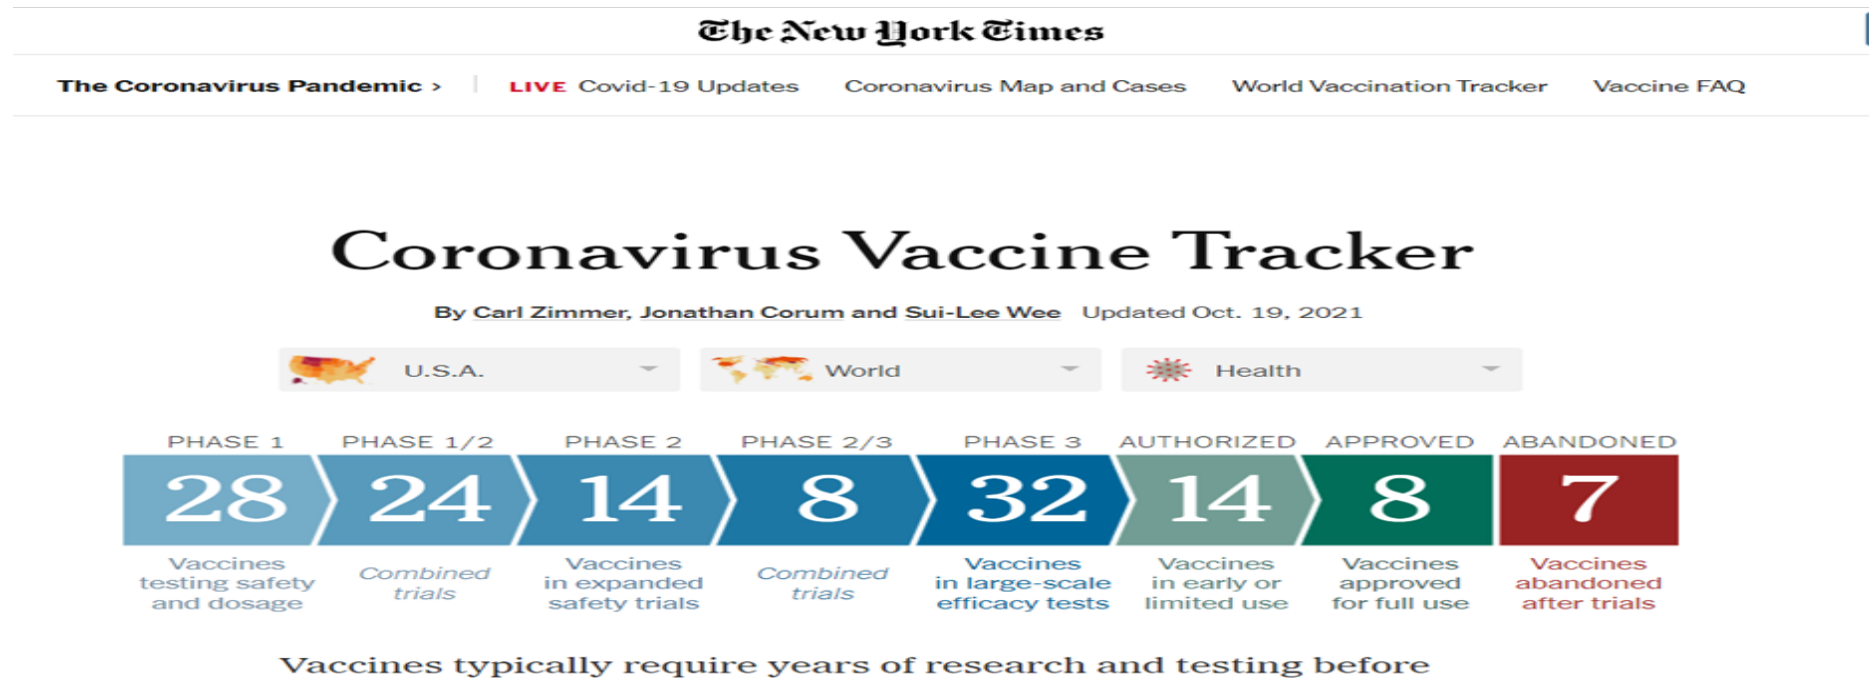 The New York Times
The Coronavirus Pandemic › LIVE Covid-19 Updates Coronavirus Map and Cases World Vaccination Tracker Vaccine FAQ
Coronavirus Vaccine Tracker
By Carl Zimmer, Jonathan Corum and Sui-Lee Wee Updated Oct. 19, 2021
U.S.A. World Health
PHASE 1 PHASE 1/2 PHASE 2 PHASE 2/3 PHASE 3 AUTHORIZED APPROVED ABANDONED
28 24 14 8 32 14 8 7
Vaccines
testing safety
and dosage
Combined
trials
Vaccines
in expanded
safety trials
Combined
trials
Vaccines
in large-scale
efficacy tests
Vaccines
in early or
limited use
Vaccines
approved
for full use
Vaccines
abandoned
after trials
Vaccines typically require years of research and testing before